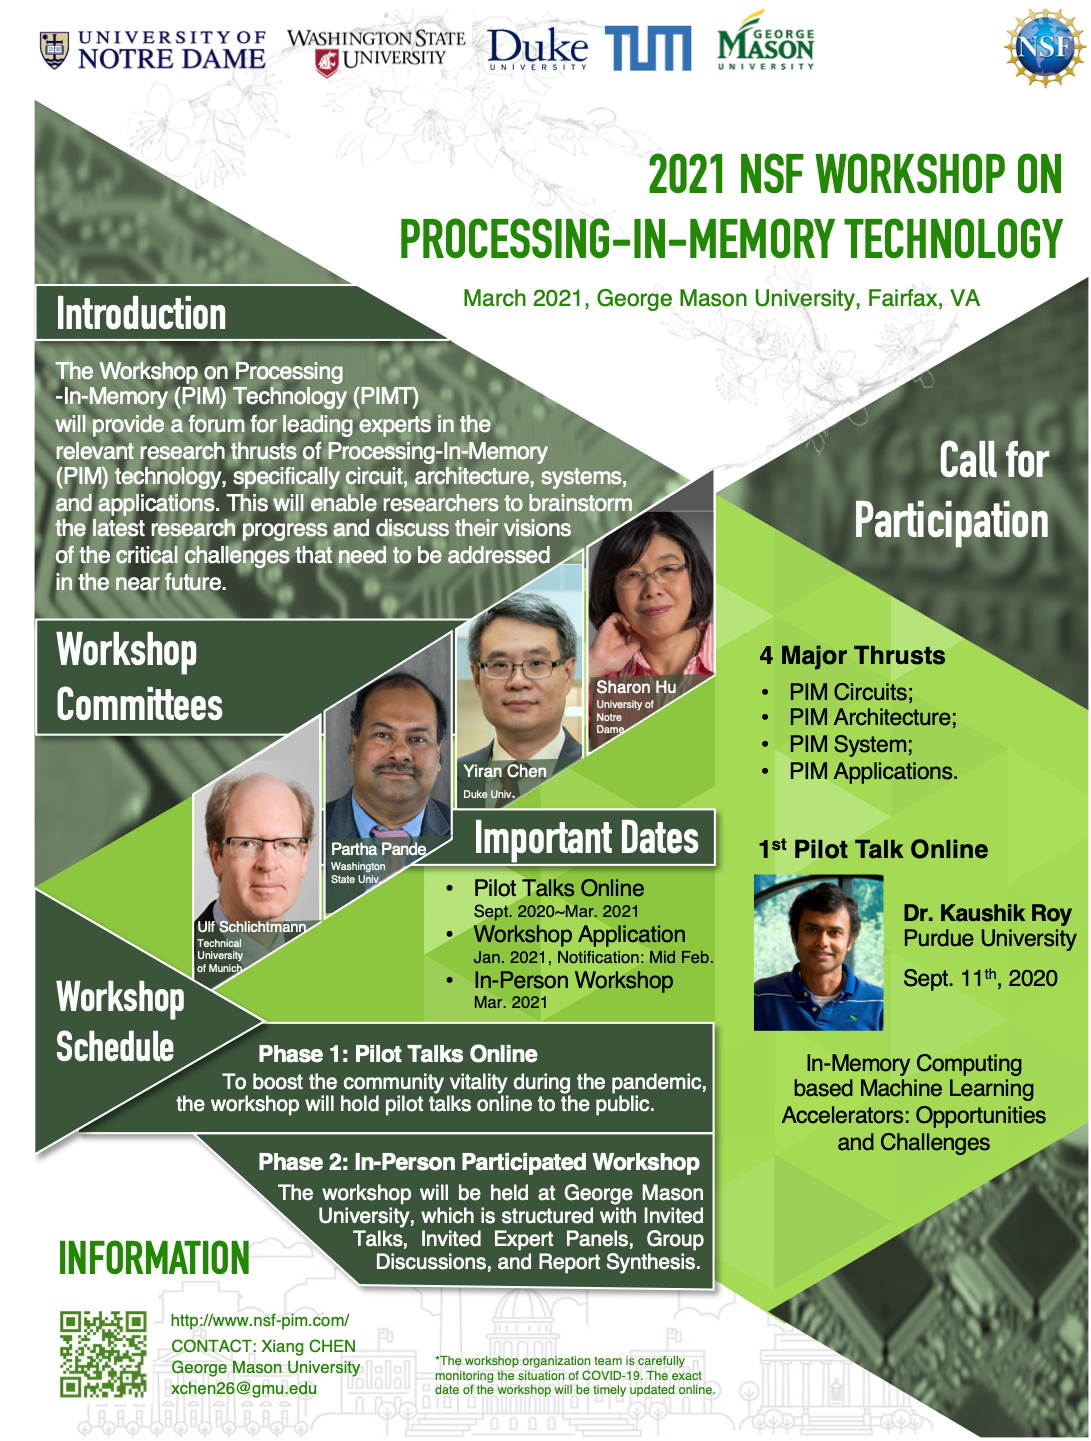 UNIVERSITY OF
NOTRE DAME
WASHINGTON STATE
UNIVERSITY
Duke
UNIVERSITY
TUM
GEORGE
MASON
UNIVERSITY
NSF
2021 NSF WORKSHOP ON
PROCESSING-IN-MEMORY TECHNOLOGY
March 2021, George Mason University, Fairfax, VA
Introduction
The Workshop on Processing
-In-Memory (PIM) Technology (PIMT)
will provide a forum for leading experts in the
relevant research thrusts of Processing-In-Memory
(PIM) technology, specifically circuit, architecture, systems,
and applications. This will enable researchers to brainstorm
the latest research progress and discuss their visions
of the critical challenges that need to be addressed
in the near future.
Call for
Participation
Workshop
Committees
Sharon Hu
University of
Notre
Dame
Yiran Chen
Duke Univ.
Partha Pande
Washington
State Univ
Ulf Schlichtmann
Technical
University
of Munich
4 Major Thrusts
• PIM Circuits;
• PIM Architecture;
• PIM System;
• PIM Applications.
Important Dates
• Pilot Talks Online
Sept. 2020~Mar. 2021
• Workshop Application
Jan. 2021, Notification: Mid Feb.
• In-Person Workshop
Mar. 2021
1st Pilot Talk Online
Dr. Kaushik Roy
Purdue University
Sept. 11th, 2020
In-Memory Computing
based Machine Learning
Accelerators: Opportunities
and Challenges
Workshop
Schedule
Phase 1: Pilot Talks Online
To boost the community vitality during the pandemic,
the workshop will hold pilot talks online to the public.
Phase 2: In-Person Participated Workshop
The workshop will be held at George Mason
University, which is structured with Invited
Talks, Invited Expert Panels, Group
Discussions, and Report Synthesis.
INFORMATION
http://www.nsf-pim.com/
CONTACT: Xiang CHEN
George Mason University
xchen26@gmu.edu
*The workshop organization team is carefully
monitoring the situation of COVID-19. The exact
date of the workshop will be timely updated online.